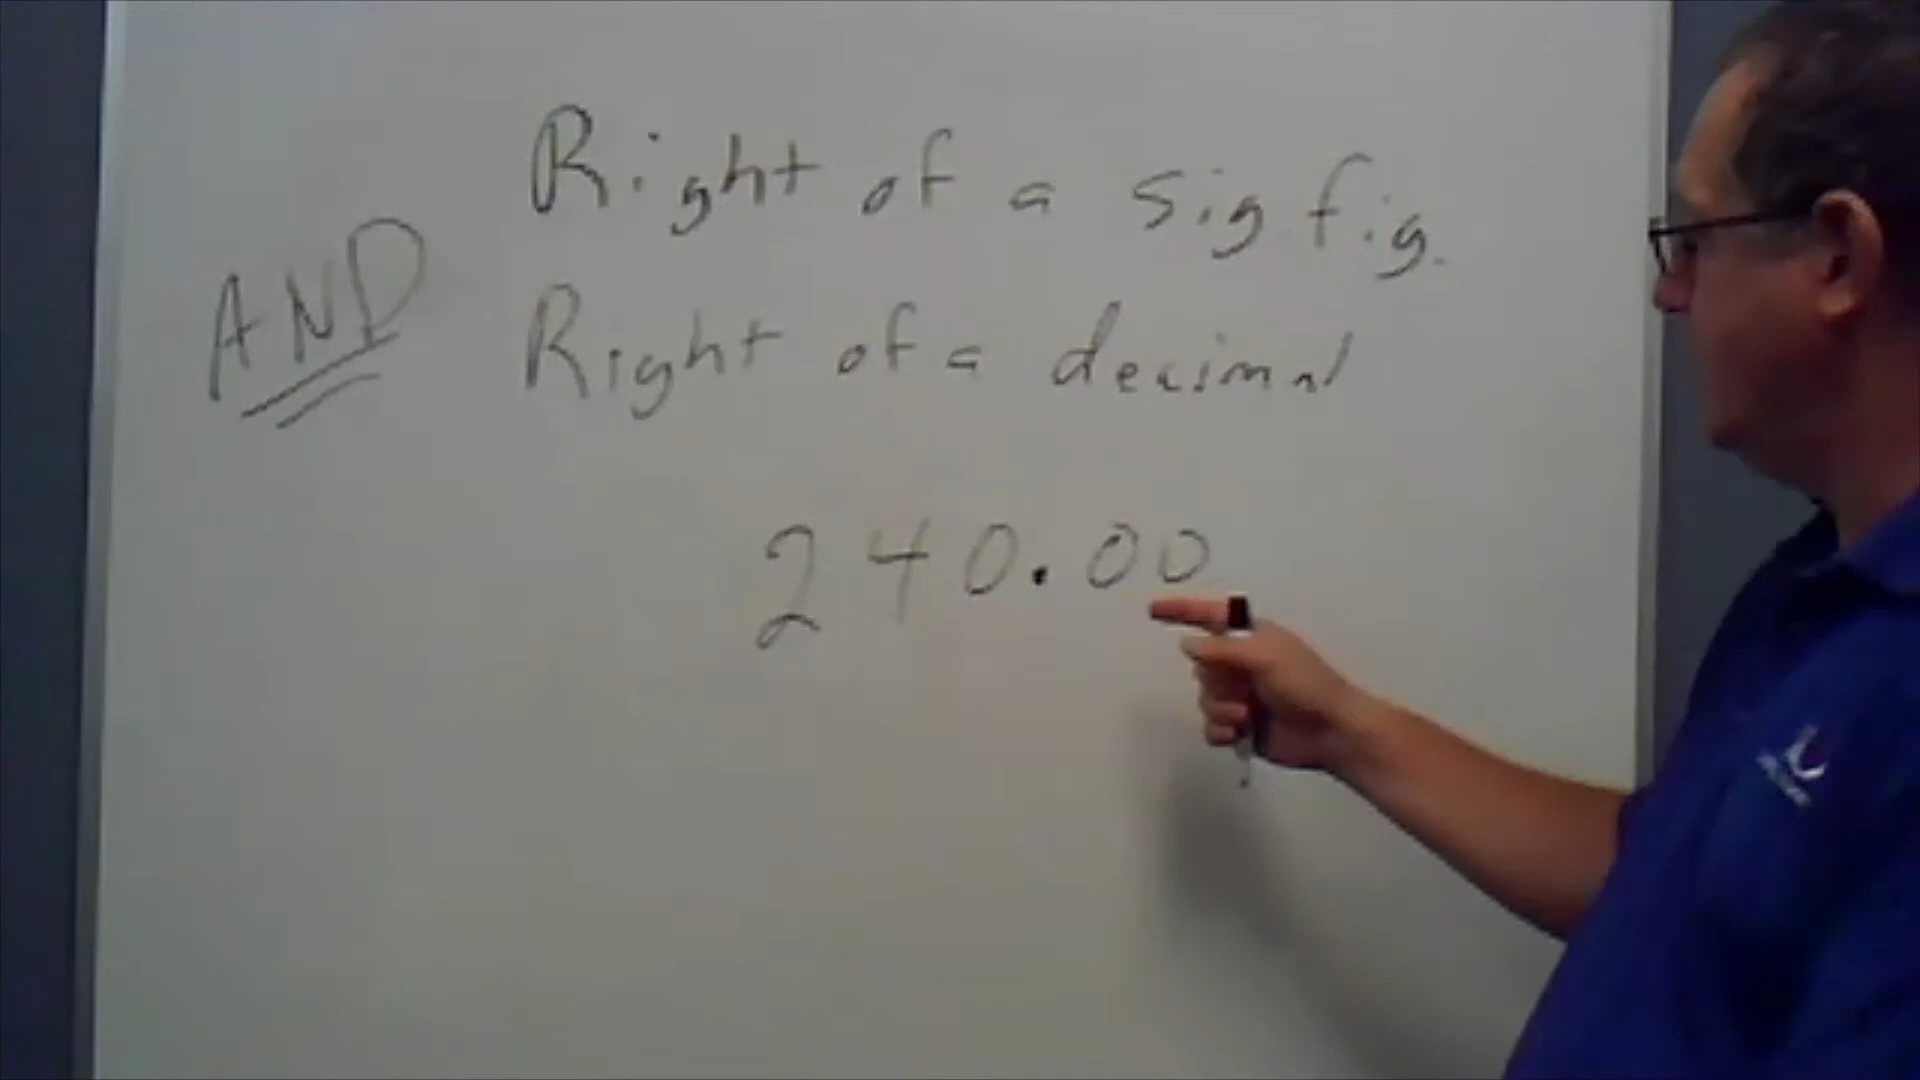 Right of a sig fig.
AND
Right of a decimal
240.00